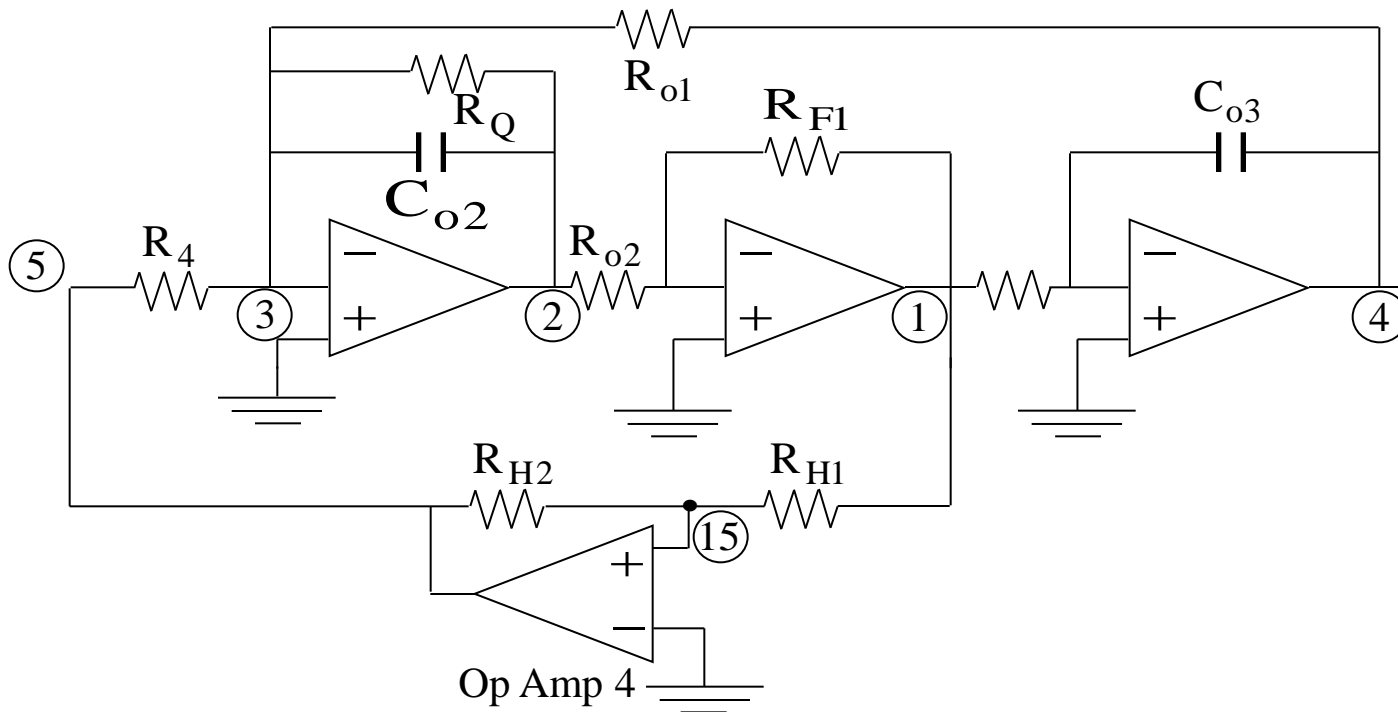 R o1
R Q
R F1
C o3
C o2
R 4
R o2
5
3
2
1
4
− + − + − +
R H2
R H1
15
+
−
Op Amp 4